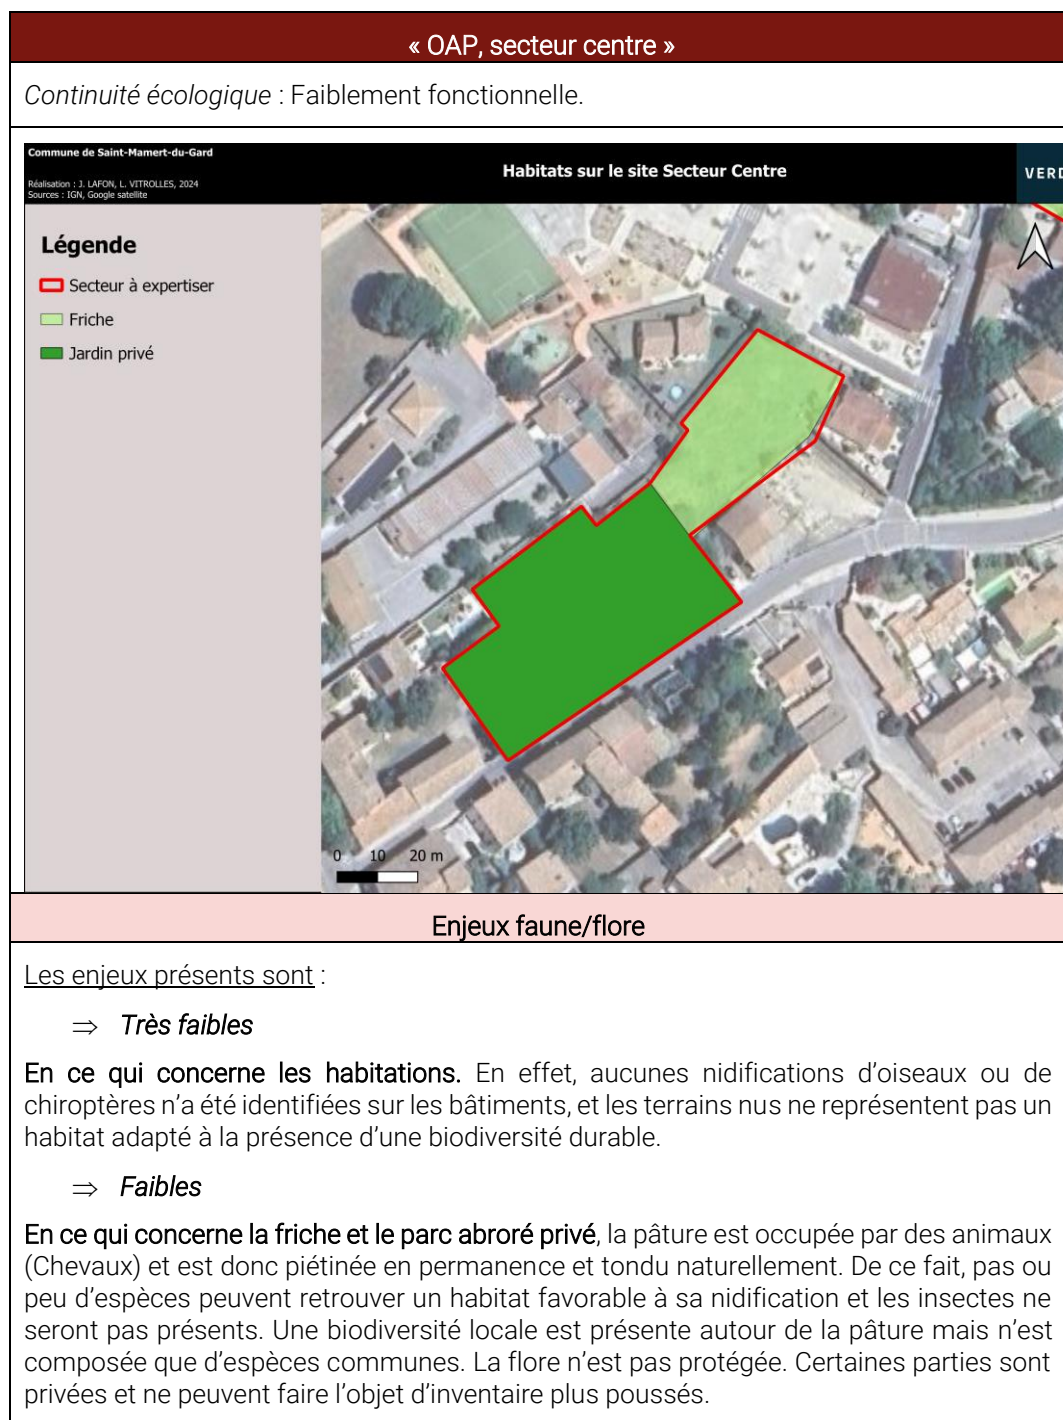 « OAP, secteur centre »
Continuité écologique : Faiblement fonctionnelle.
Commune de Saint-Mamert-du-Gard
Réalisation : J. LAFON, L. VITROLLES, 2024
Sources : IGN, Google satellite
Habitats sur le site Secteur Centre
VERD
Légende
Secteur à expertiser
Friche
Jardin privé
0 10 20 m
Enjeux faune/flore
Les enjeux présents sont :
⇒ Très faibles
En ce qui concerne les habitations. En effet, aucunes nidifications d'oiseaux ou de
chiroptères n'a été identifiées sur les bâtiments, et les terrains nus ne représentent pas un
habitat adapté à la présence d'une biodiversité durable.
⇒ Faibles
En ce qui concerne la friche et le parc abroré privé, la pâture est occupée par des animaux
(Chevaux) et est donc piétinée en permanence et tondu naturellement. De ce fait, pas ou
peu d'espèces peuvent retrouver un habitat favorable à sa nidification et les insectes ne
seront pas présents. Une biodiversité locale est présente autour de la pâture mais n'est
composée que d'espèces communes. La flore n'est pas protégée. Certaines parties sont
privées et ne peuvent faire l'objet d'inventaire plus poussés.